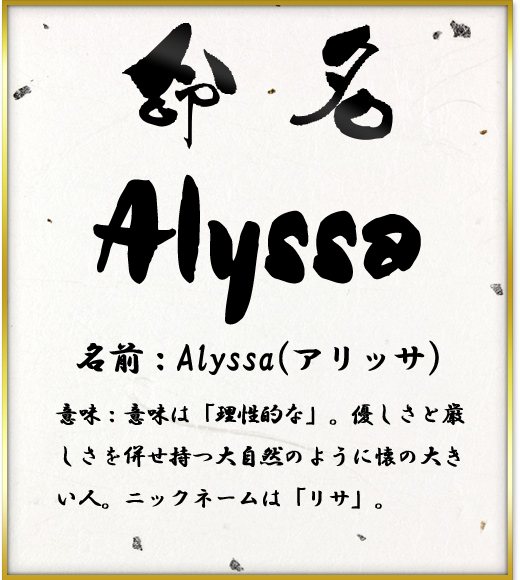 命名
Alyssa
名前：Alyssa(アリッサ)
意味：意味は「理性的な」。優しさと厳
しさを併せ持つ大自然のように懐の大き
い人。ニックネームは「リサ」。